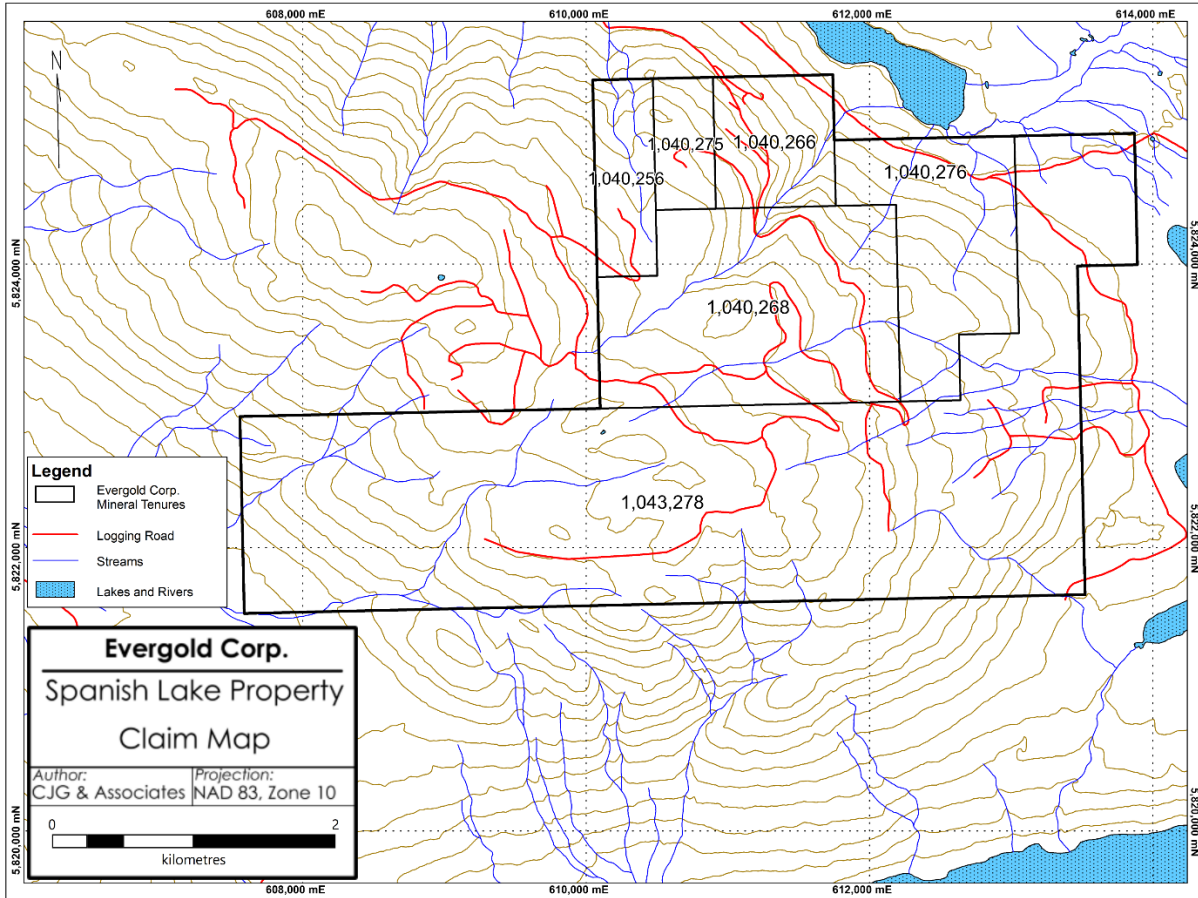 608,000 mE
610,000 mE
612,000 mE
614,000 mE
N
1,040,275
1,040,266
1,040,256
1,040,276
5,824,000 mN
5,824,000 mN
1,040,268
1,043,278
5,822,000 mN
5,822,000 mN
Legend
Evergold Corp.
Mineral Tenures
Logging Road
Streams
Lakes and Rivers
Evergold Corp.
Spanish Lake Property
Claim Map
Author:
CJG & Associates
Projection:
NAD 83, Zone 10
0 2
kilometres
5,820,000 mN
5,820,000 mN
608,000 mE
610,000 mE
612,000 mE